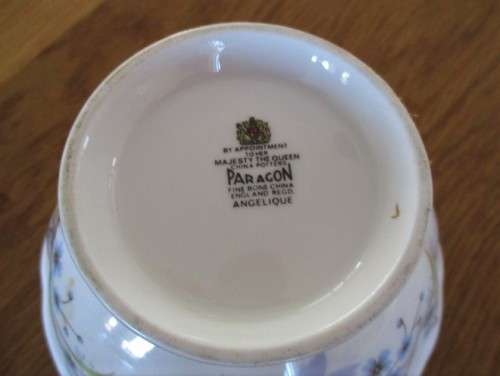 BY APPOINTMENT
TO HER
MAJESTY THE QUEEN
CHINA POTTERS
PARAGON
FINE BONE CHINA
ENGLAND REGD.
ANGELIQUE